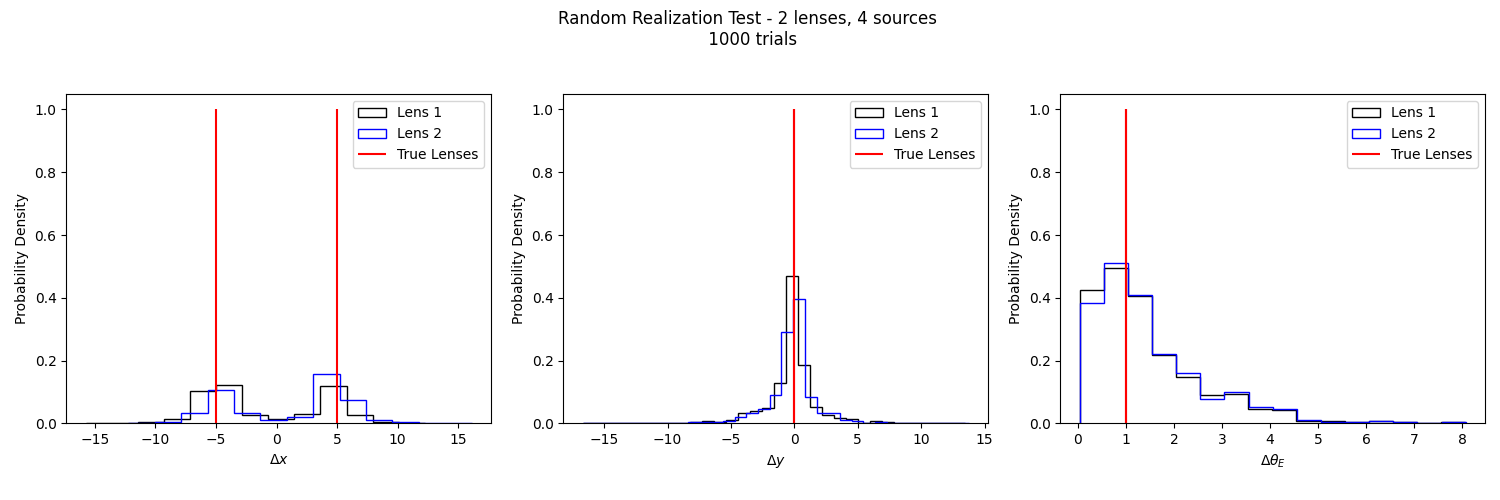 Random Realization Test - 2 lenses, 4 sources
1000 trials
Probability Density
1.0
0.8
0.6
0.4
0.2
0.0
−15
−10
−5
0
5
10
15
Δx
Lens 1
Lens 2
True Lenses
Probability Density
1.0
0.8
0.6
0.4
0.2
0.0
−15
−10
−5
0
5
10
15
Δy
Lens 1
Lens 2
True Lenses
Probability Density
1.0
0.8
0.6
0.4
0.2
0.0
0
1
2
3
4
5
6
7
8
Δθ_E
Lens 1
Lens 2
True Lenses